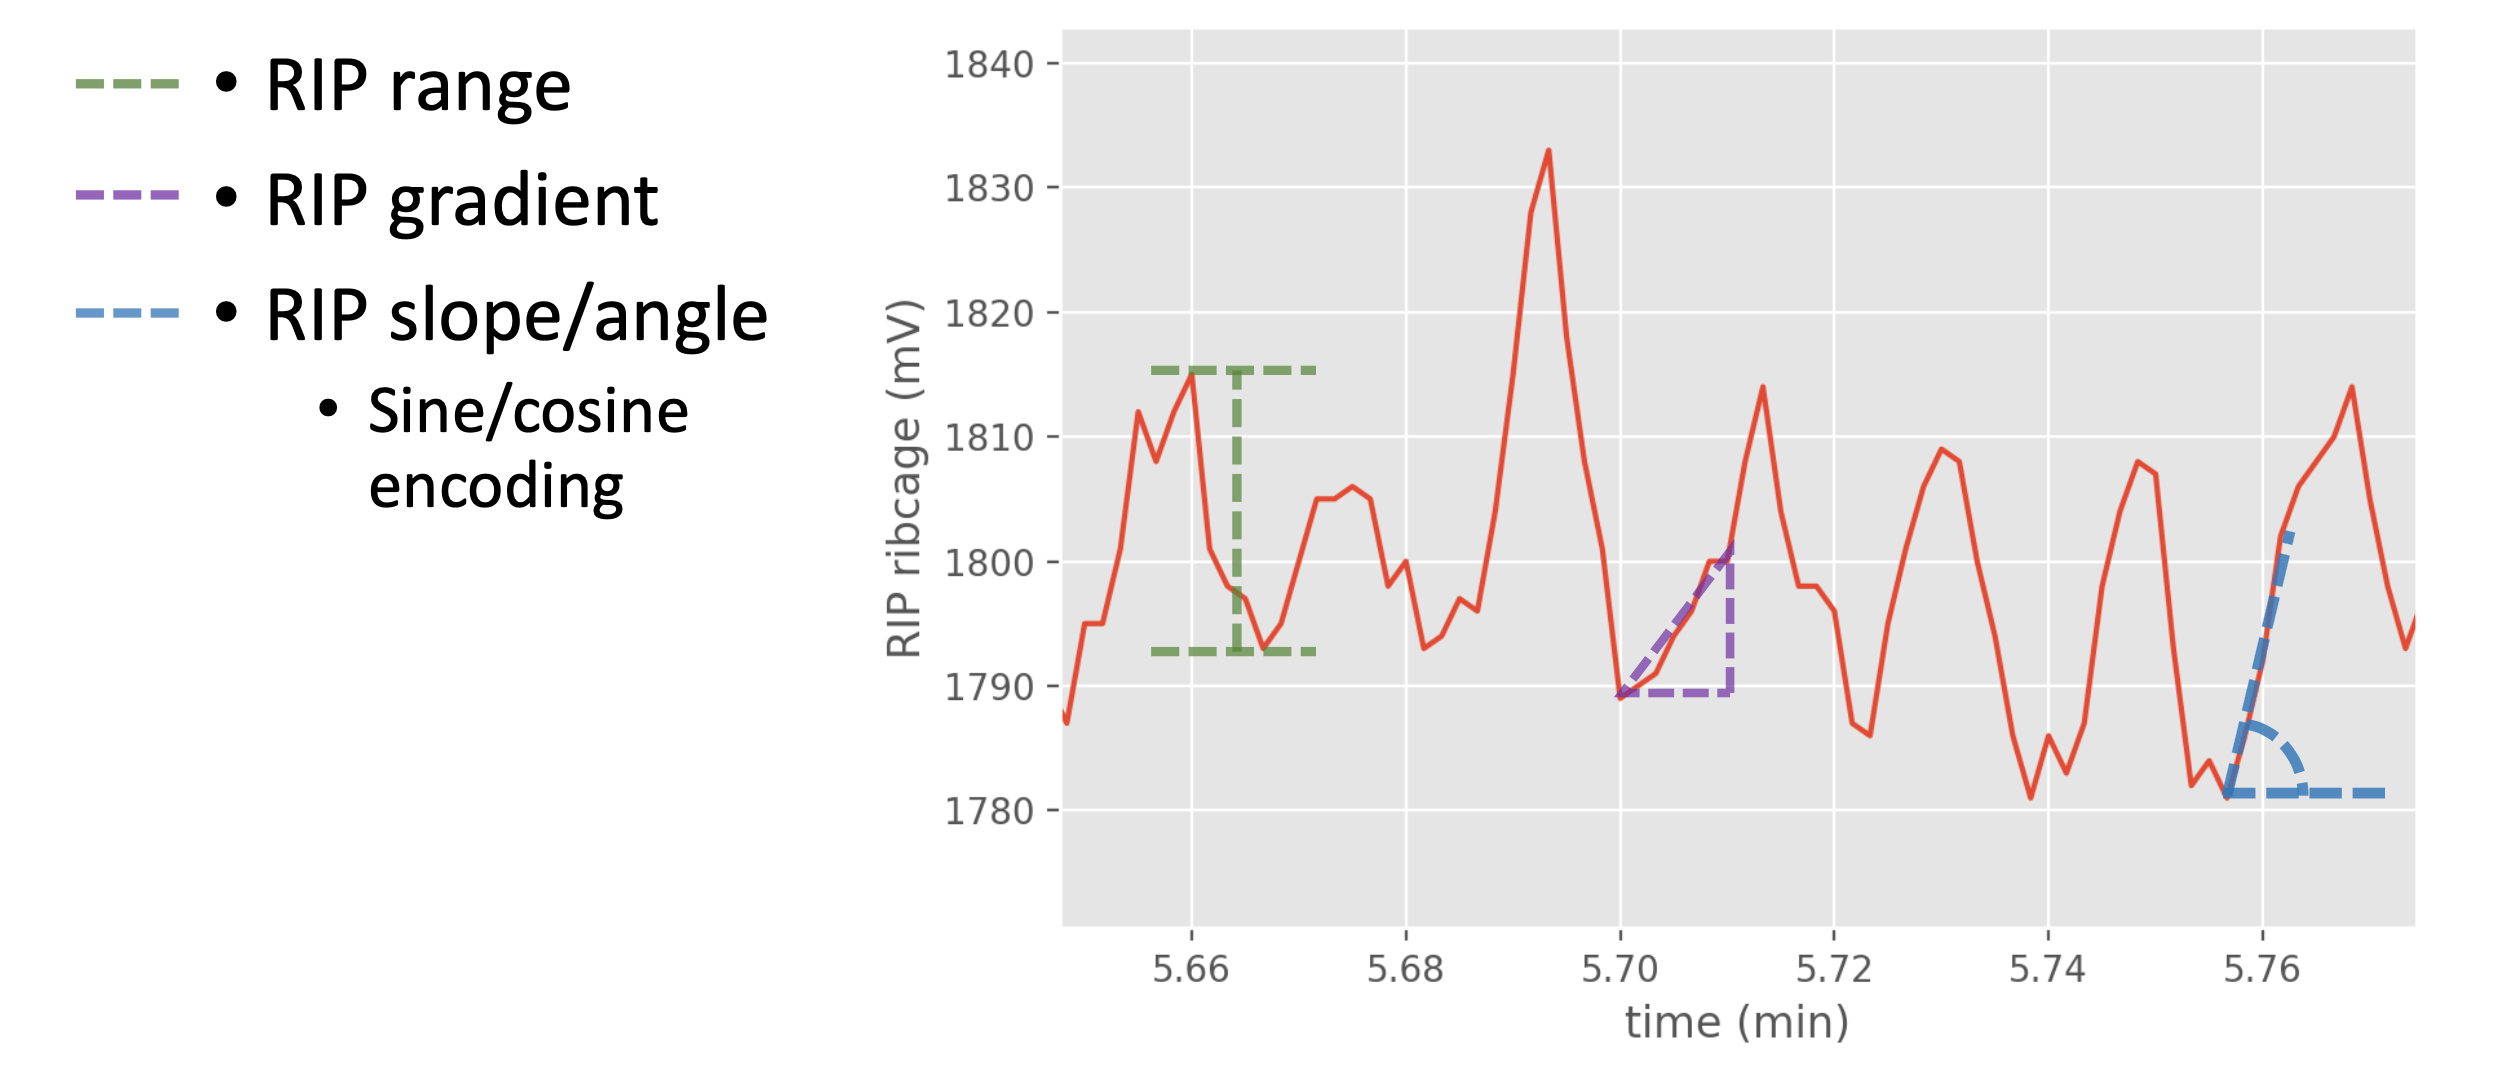 • RIP range
• RIP gradient
• RIP slope/angle
• Sine/cosine
encoding
RIP ribcage (mV)
1840
1830
1820
1810
1800
1790
1780
5.66 5.68 5.70 5.72 5.74 5.76
time (min)